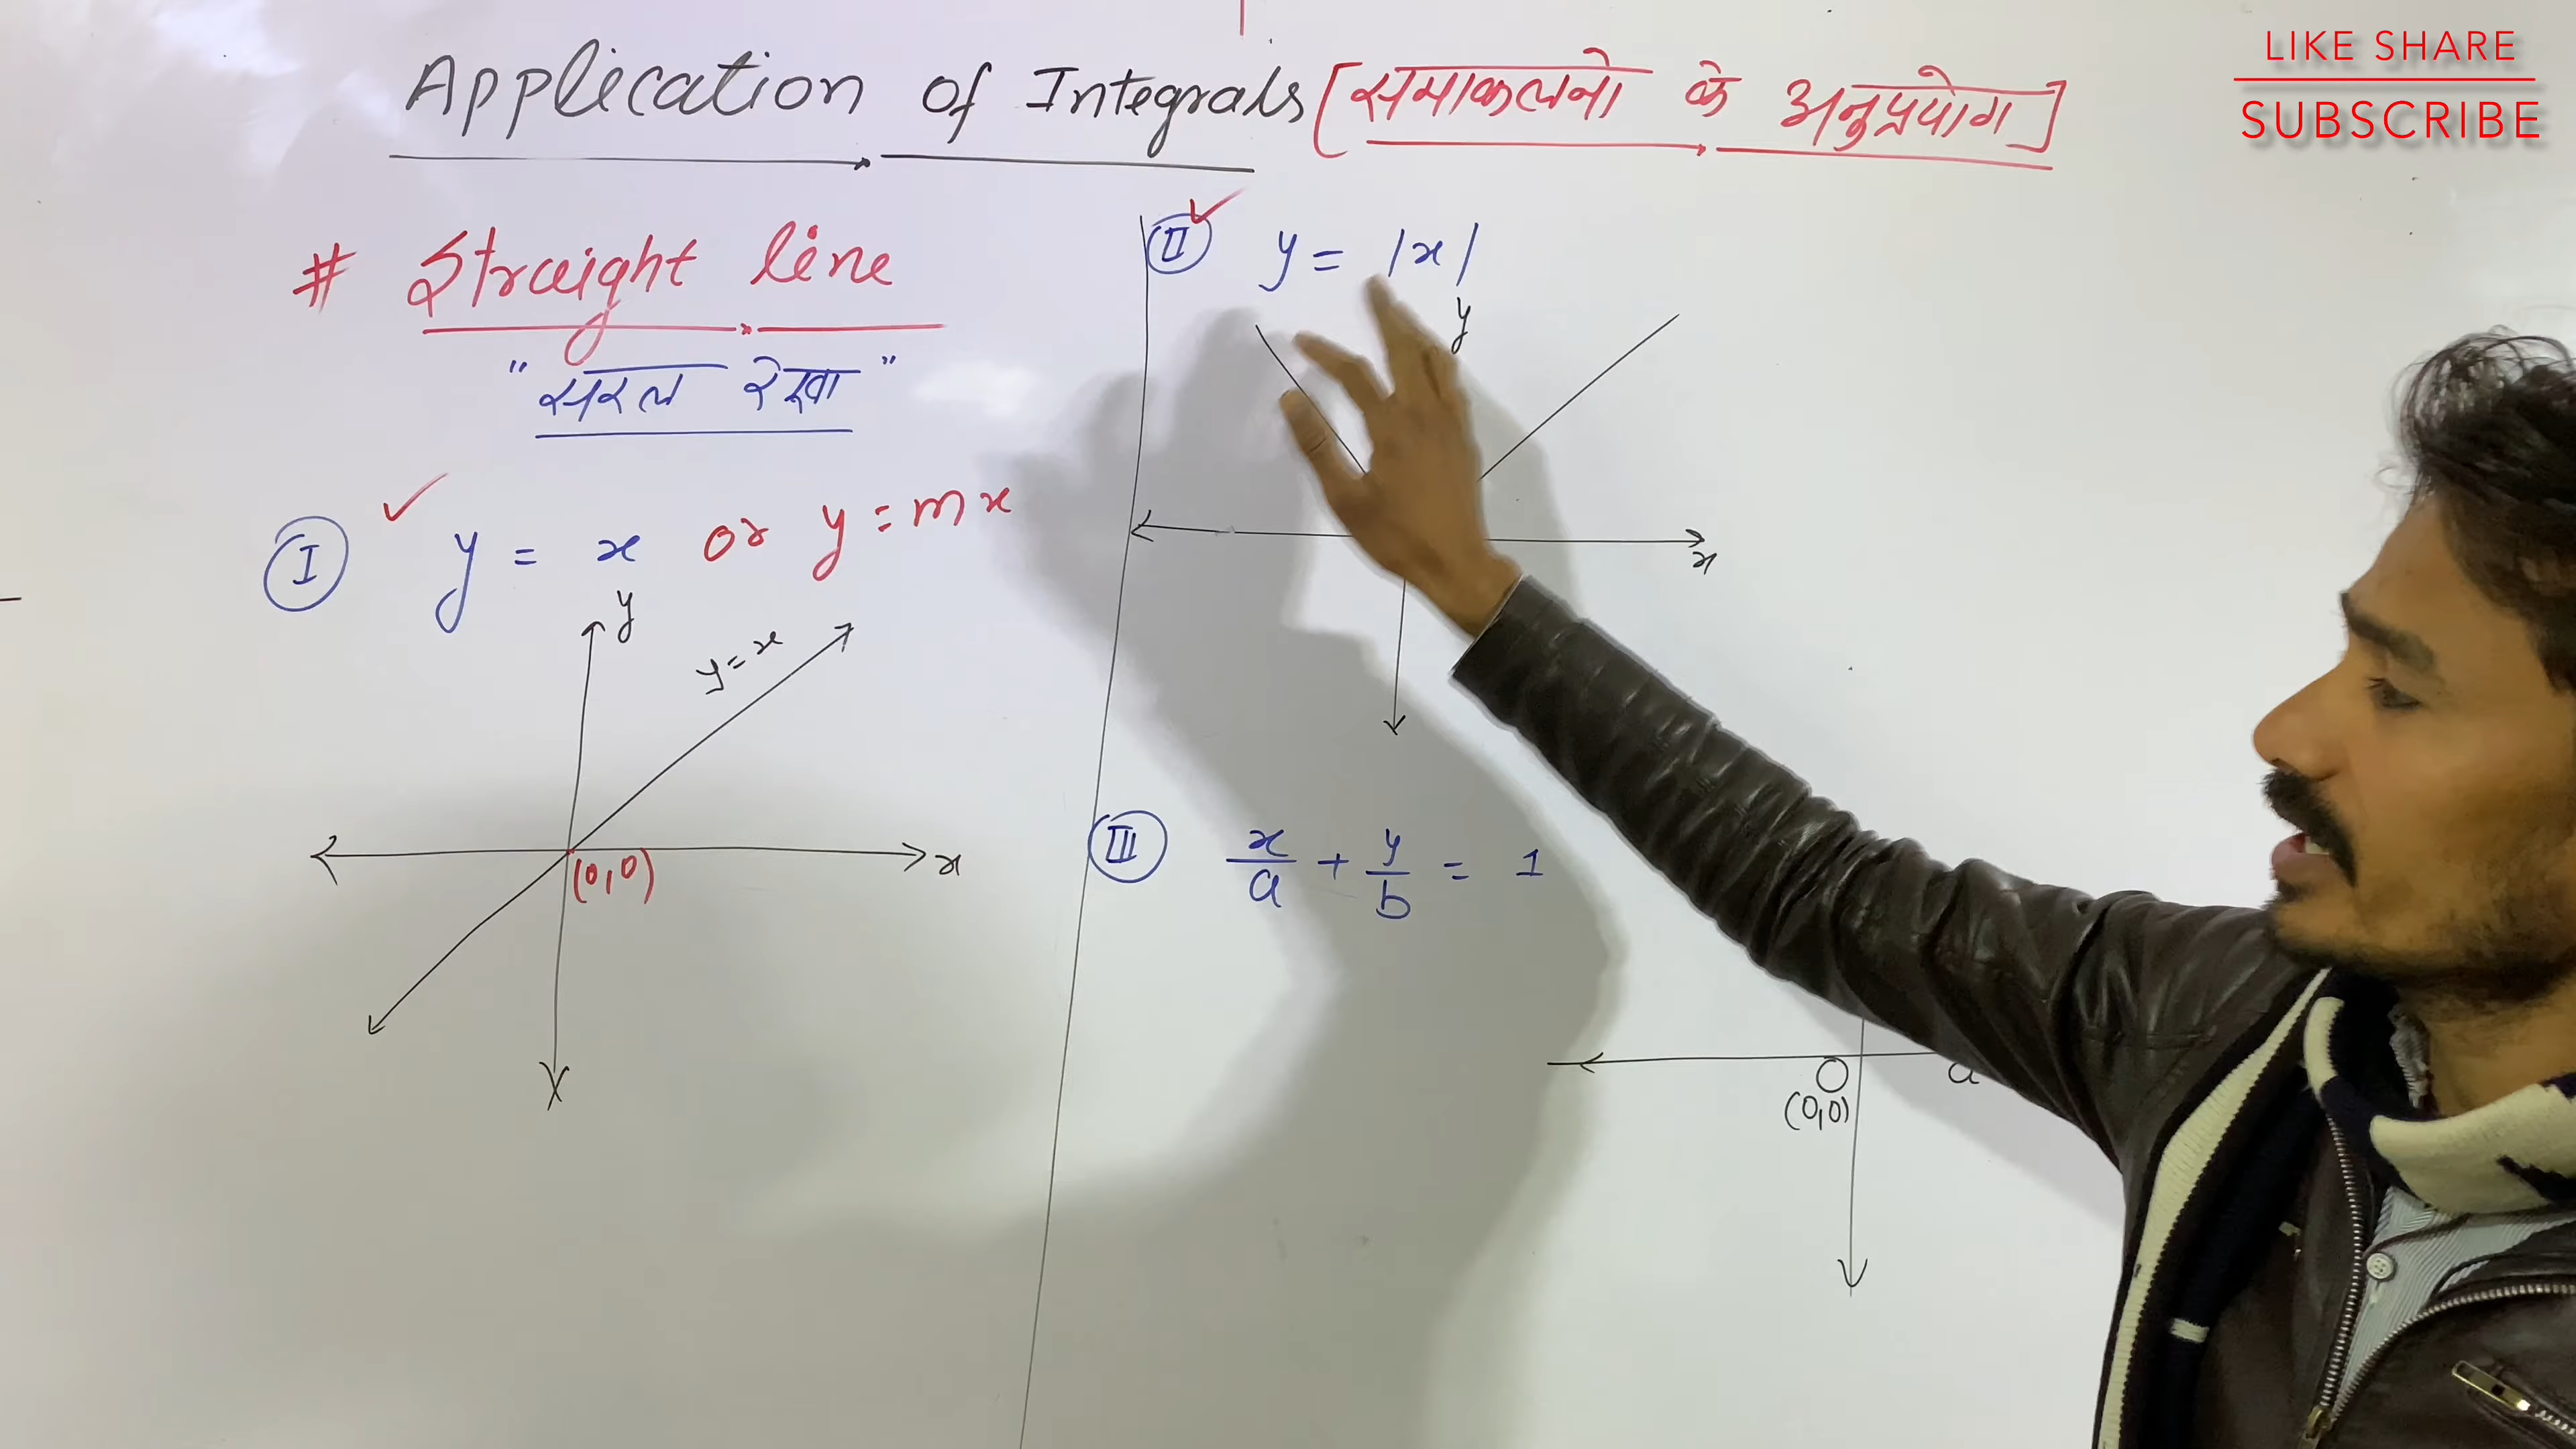 Application of Integrals [समाकलनो के अनुप्रयोग]
LIKE SHARE
SUBSCRIBE
# Straight line
"सरल रेखा"
I y = x or y = mx
y
y = x
x
(0,0)
II y = |x|
y
x
III x/a + y/b = 1
O
a
(0,0)